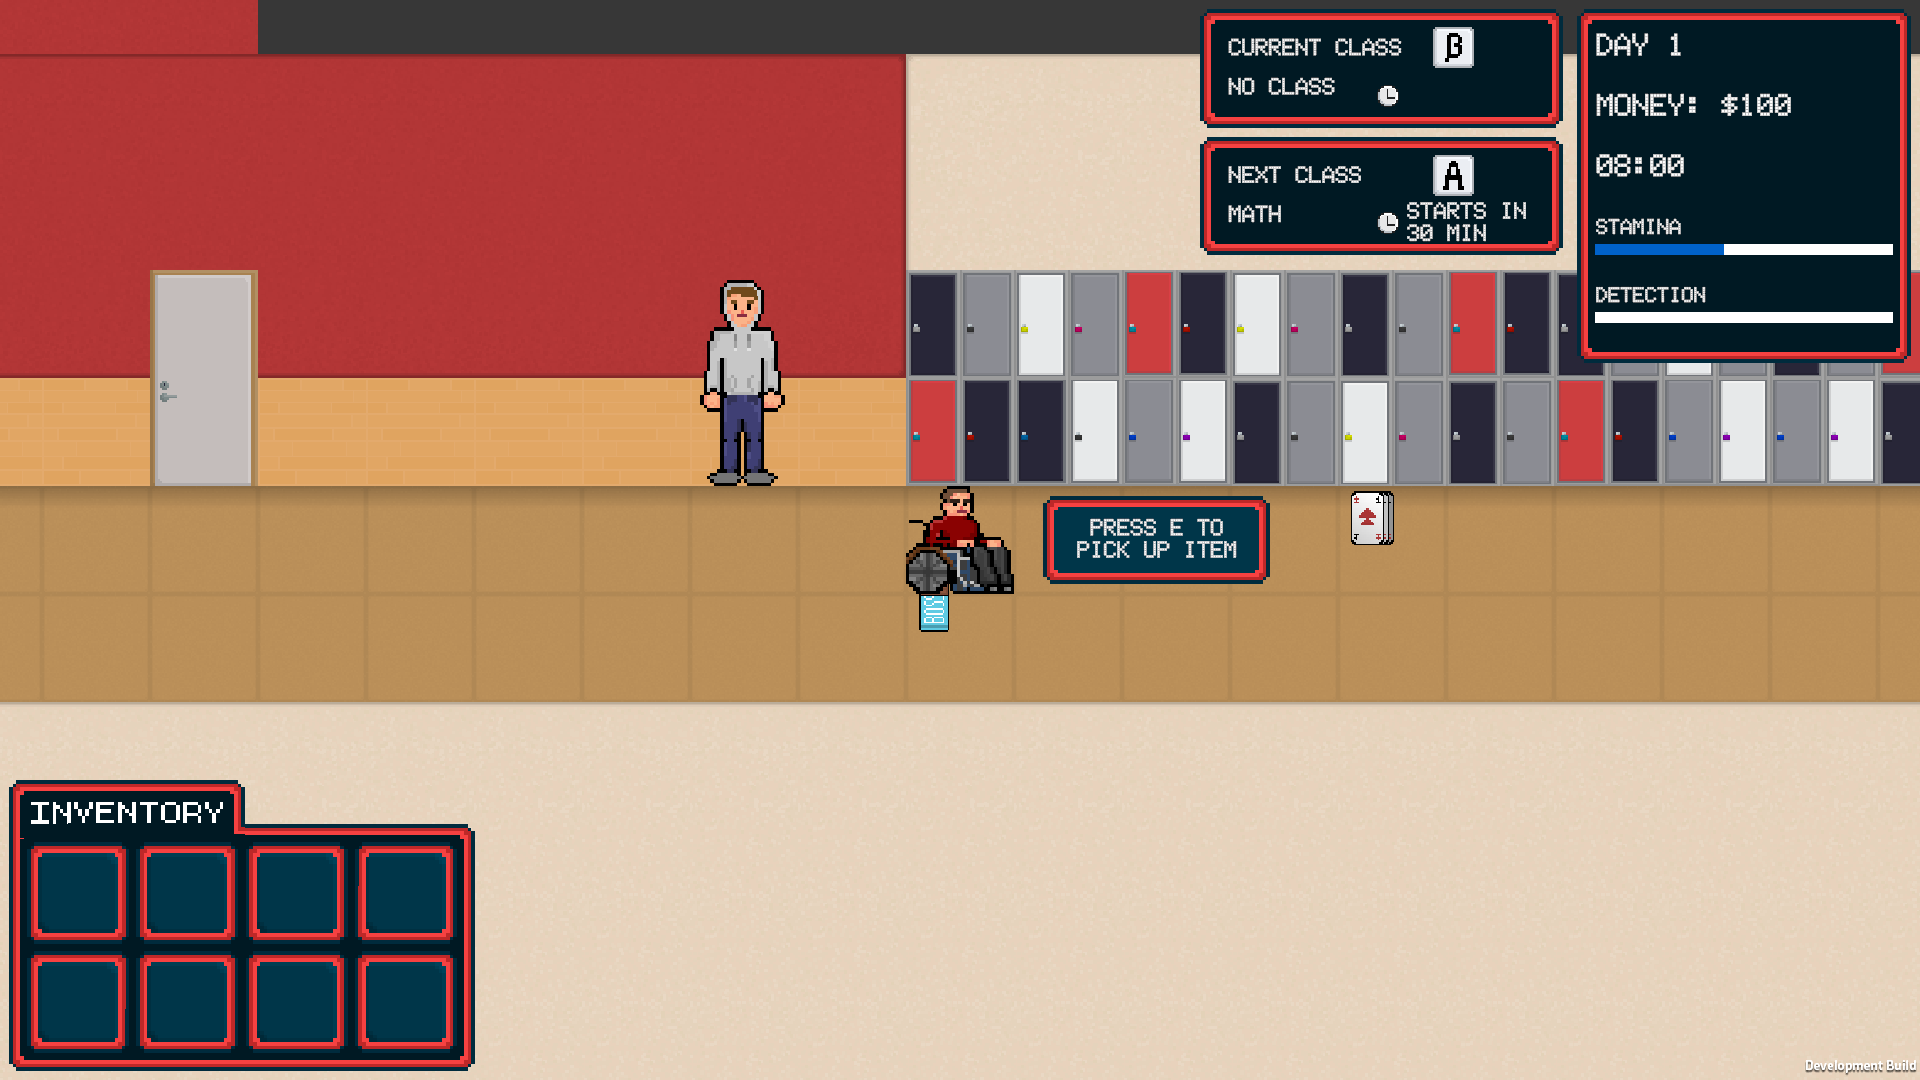 CURRENT CLASS β
NO CLASS
NEXT CLASS A
MATH
STARTS IN
30 MIN
DAY 1
MONEY: $100
08:00
STAMINA
DETECTION
PRESS E TO
PICK UP ITEM
BOS
INVENTORY
Development Build